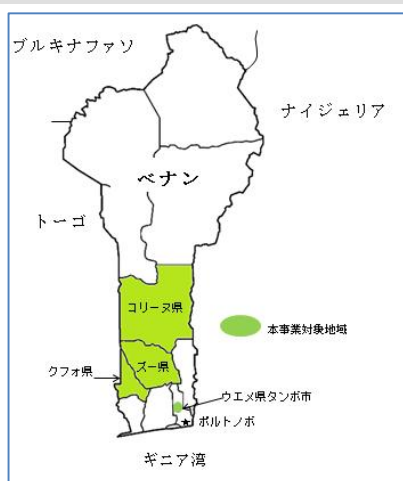 ブルキナファソ
ナイジェリア
ベナン
トーゴ
コリーヌ県
本事業対象地域
ズー県
クフォ県
ウエメ県タンボ市
★ポルトノボ
ギニア湾